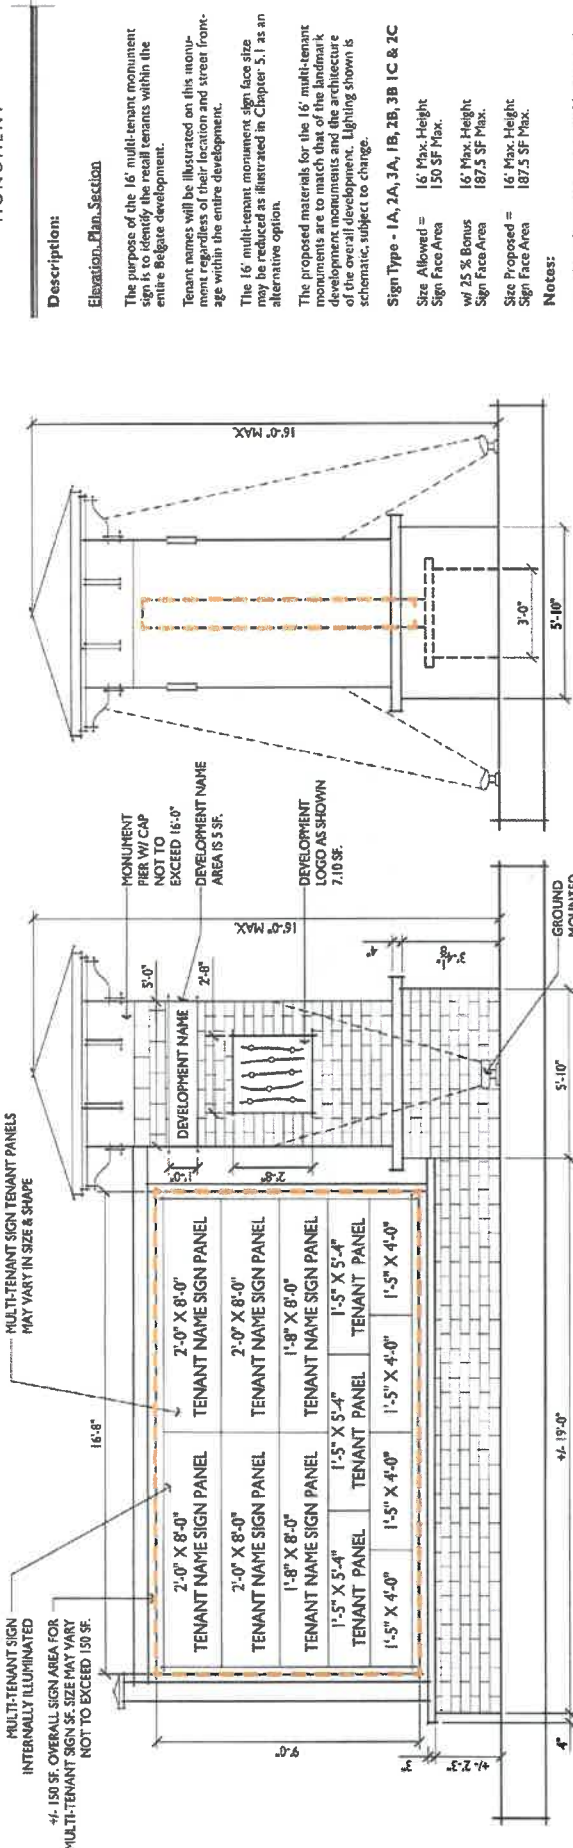 MONUMENT
Description:
Elevation, Plan, Section
The purpose of the 16' multi-tenant monument
sign is to identify the retail tenants within the
entire Belgate development.
Tenant names will be illustrated on this monu-
ment regardless of their location and street front-
age within the entire development.
The 16' multi-tenant monument sign face size
may be reduced as illustrated in Chapter 5.1 as an
alternative option.
The proposed materials for the 16' multi-tenant
monuments are to match that of the landmark
development monuments and the architecture
of the overall development. Lighting shown is
schematic, subject to change.
Sign Type - 1A, 2A, 3A, 1B, 2B, 3B 1C & 2C
Size Allowed = 16' Max. Height
Sign Face Area 150 SF Max.
w/ 25 % Bonus 16' Max. Height
Sign Face Area 187.5 SF Max.
Size Proposed = 16' Max. Height
Sign Face Area 187.5 SF Max.
Notes:
16'-0" MAX.
3'-0"
5'-10"
MULTI-TENANT SIGN
INTERNALLY ILLUMINATED
+/- 150 SF. OVERALL SIGN AREA FOR
MULTI-TENANT SIGN SF. SIZE MAY VARY
NOT TO EXCEED 150 SF.
MULTI-TENANT SIGN TENANT PANELS
MAY VARY IN SIZE & SHAPE
16'-8"
2'-0" X 8'-0"
TENANT NAME SIGN PANEL
2'-0" X 8'-0"
TENANT NAME SIGN PANEL
2'-0" X 8'-0"
TENANT NAME SIGN PANEL
2'-0" X 8'-0"
TENANT NAME SIGN PANEL
1'-8" X 8'-0"
TENANT NAME SIGN PANEL
1'-8" X 8'-0"
TENANT NAME SIGN PANEL
1'-5" X 5'-4"
TENANT PANEL
1'-5" X 5'-4"
TENANT PANEL
1'-5" X 5'-4"
TENANT PANEL
1'-5" X 4'-0"
1'-5" X 4'-0"
1'-5" X 4'-0"
1'-5" X 4'-0"
9'-0"
3"
+/- 2'-3"
4"
+/- 19'-0"
5'-10"
MONUMENT
PIER W/ CAP
NOT TO
EXCEED 16'-0"
5'-0"
DEVELOPMENT NAME
AREA IS 5 SF.
DEVELOPMENT NAME
1'-0"
2'-8"
2'-8"
DEVELOPMENT
LOGO AS SHOWN
7.10 SF.
16'-0" MAX.
4"
GROUND
MOUNTED